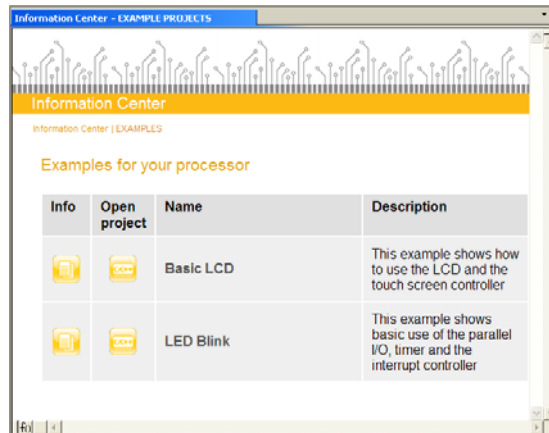 Information Center - EXAMPLE PROJECTS
Information Center
Information Center | EXAMPLES
Examples for your processor
Info Open project Name Description
Basic LCD
This example shows how
to use the LCD and the
touch screen controller
LED Blink
This example shows
basic use of the parallel
I/O, timer and the
interrupt controller